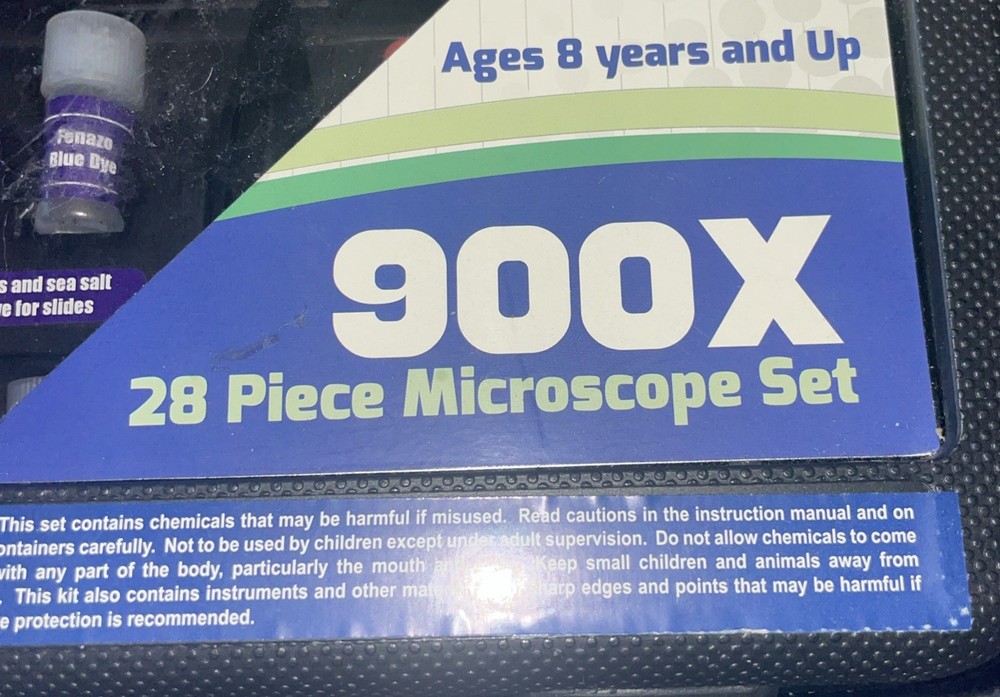 Ages 8 years and Up
Fenazo
Blue Dye
s and sea salt
e for slides
900X
28 Piece Microscope Set
This set contains chemicals that may be harmful if misused. Read cautions in the instruction manual and on
ontainers carefully. Not to be used by children except under adult supervision. Do not allow chemicals to come
with any part of the body, particularly the mouth Keep small children and animals away from
. This kit also contains instruments and other edges and points that may be harmful if
e protection is recommended.